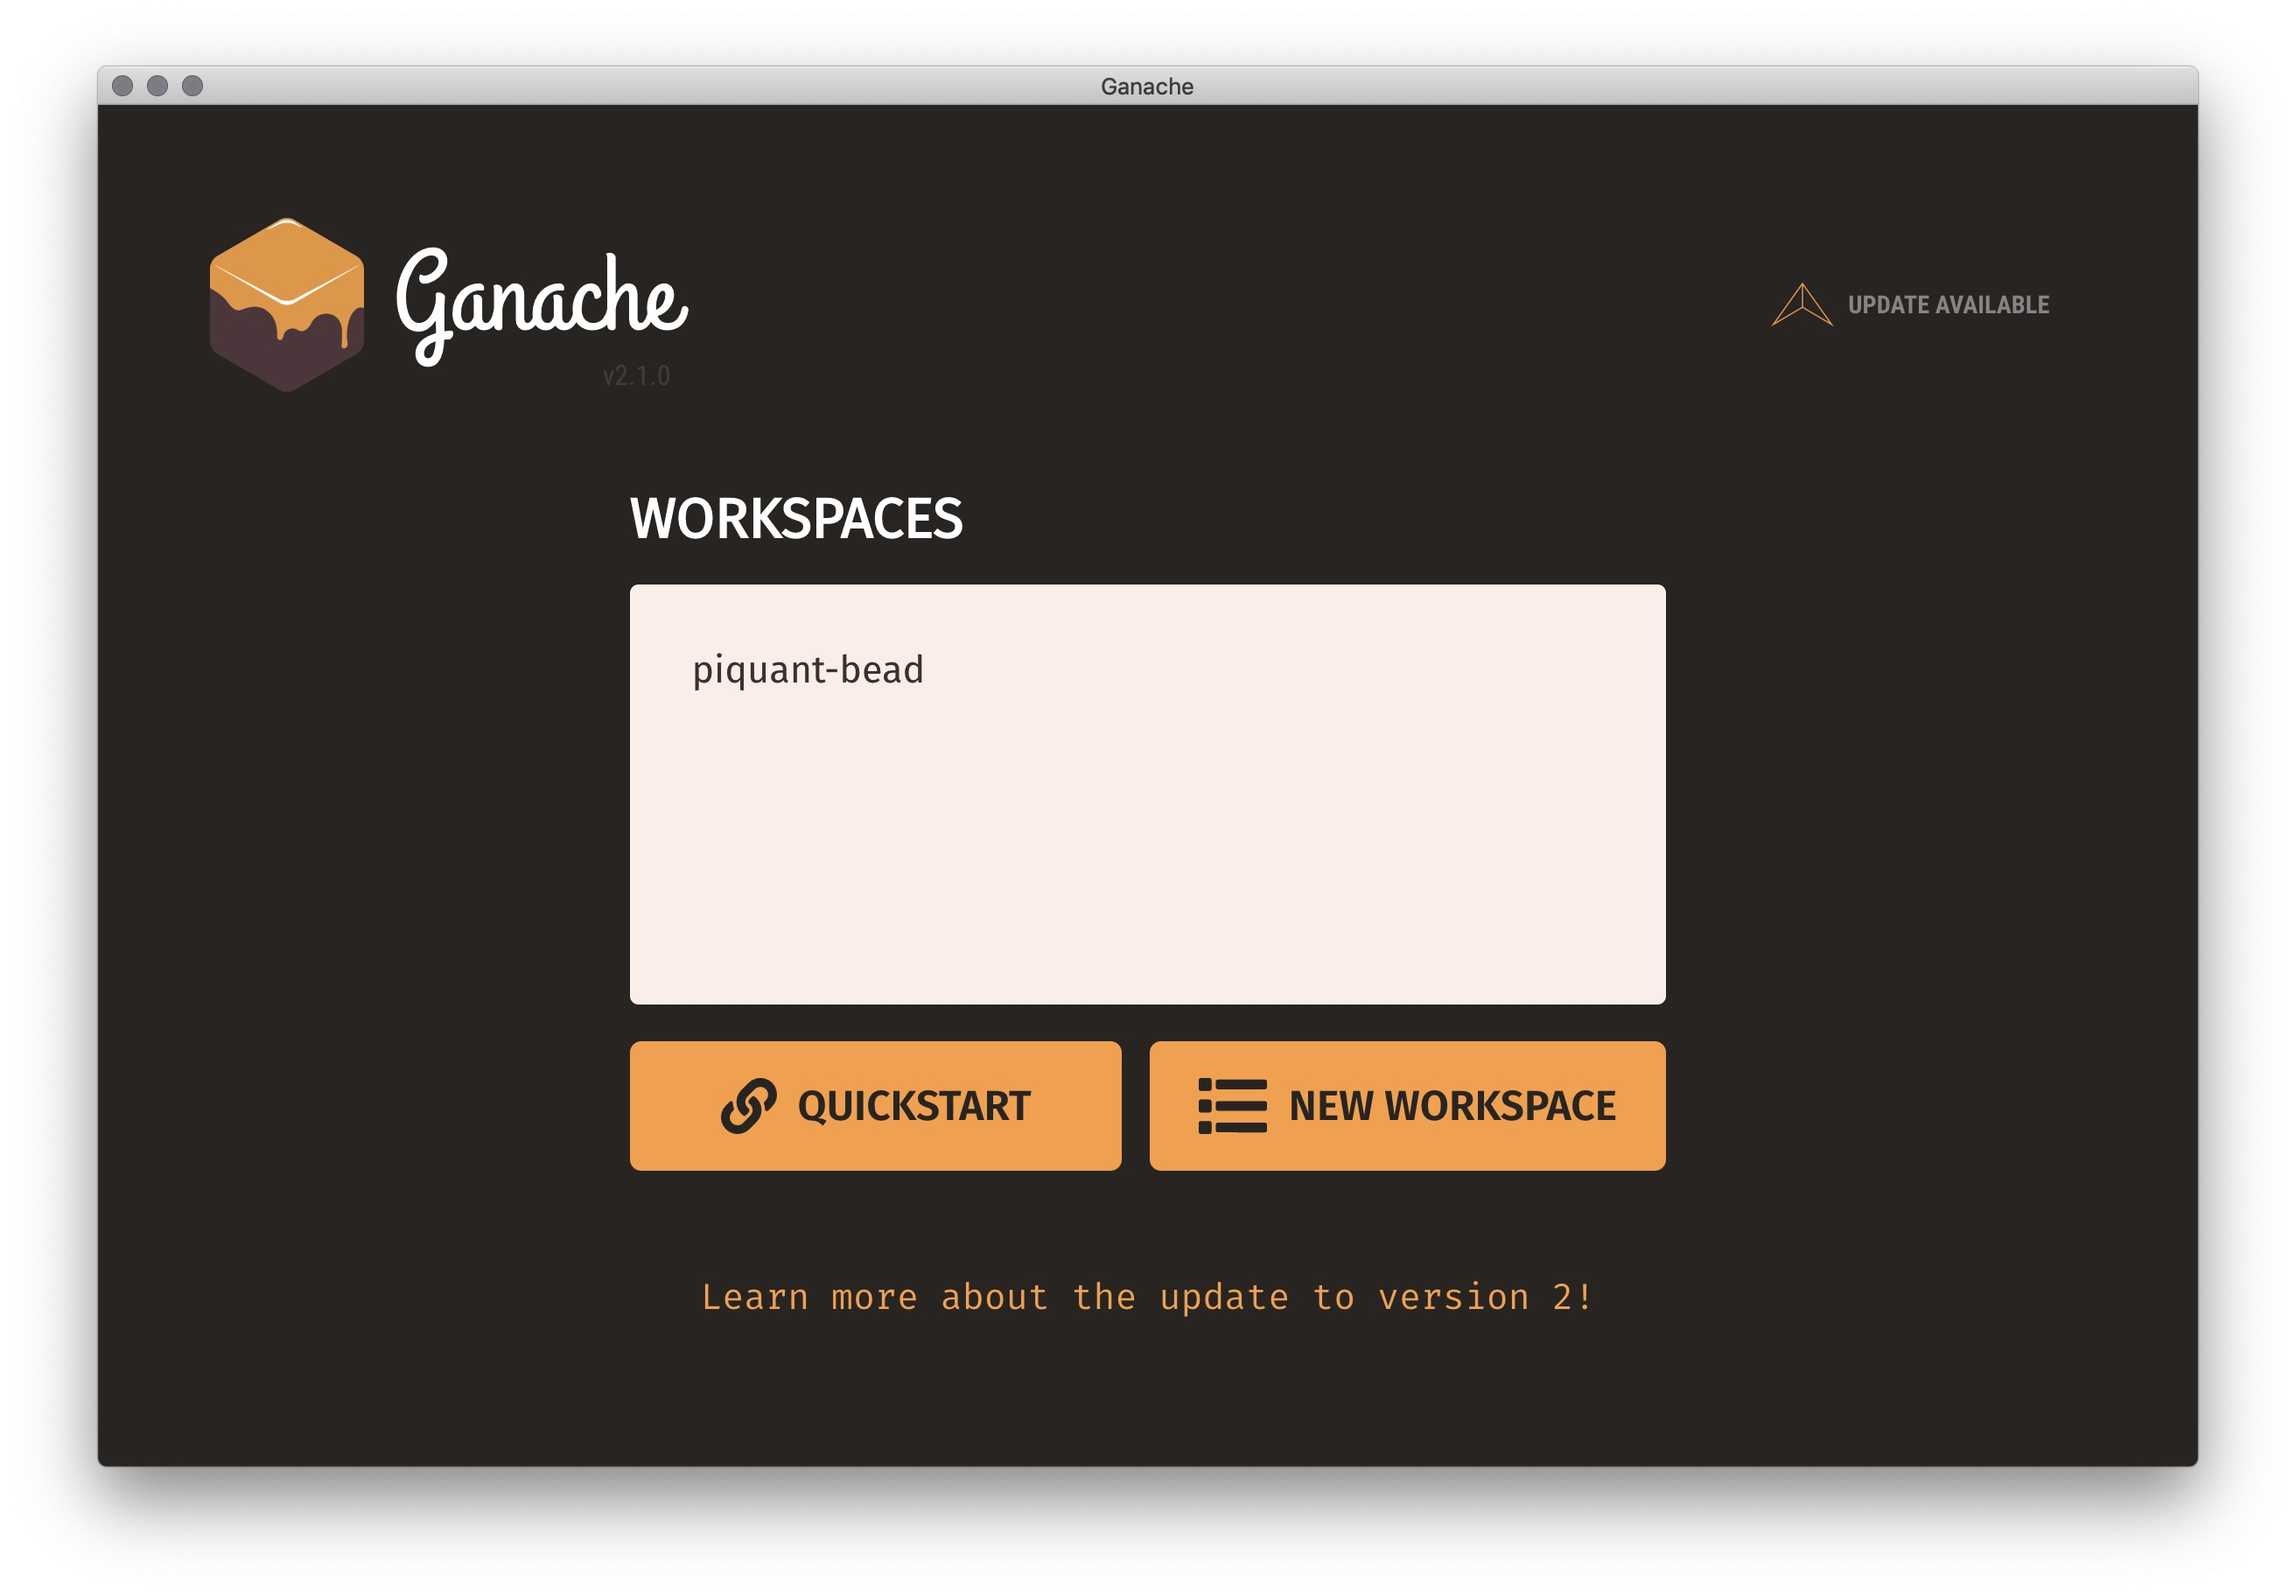 Ganache
Ganache
v2.1.0
UPDATE AVAILABLE
WORKSPACES
piquant-bead
QUICKSTART
NEW WORKSPACE
Learn more about the update to version 2!